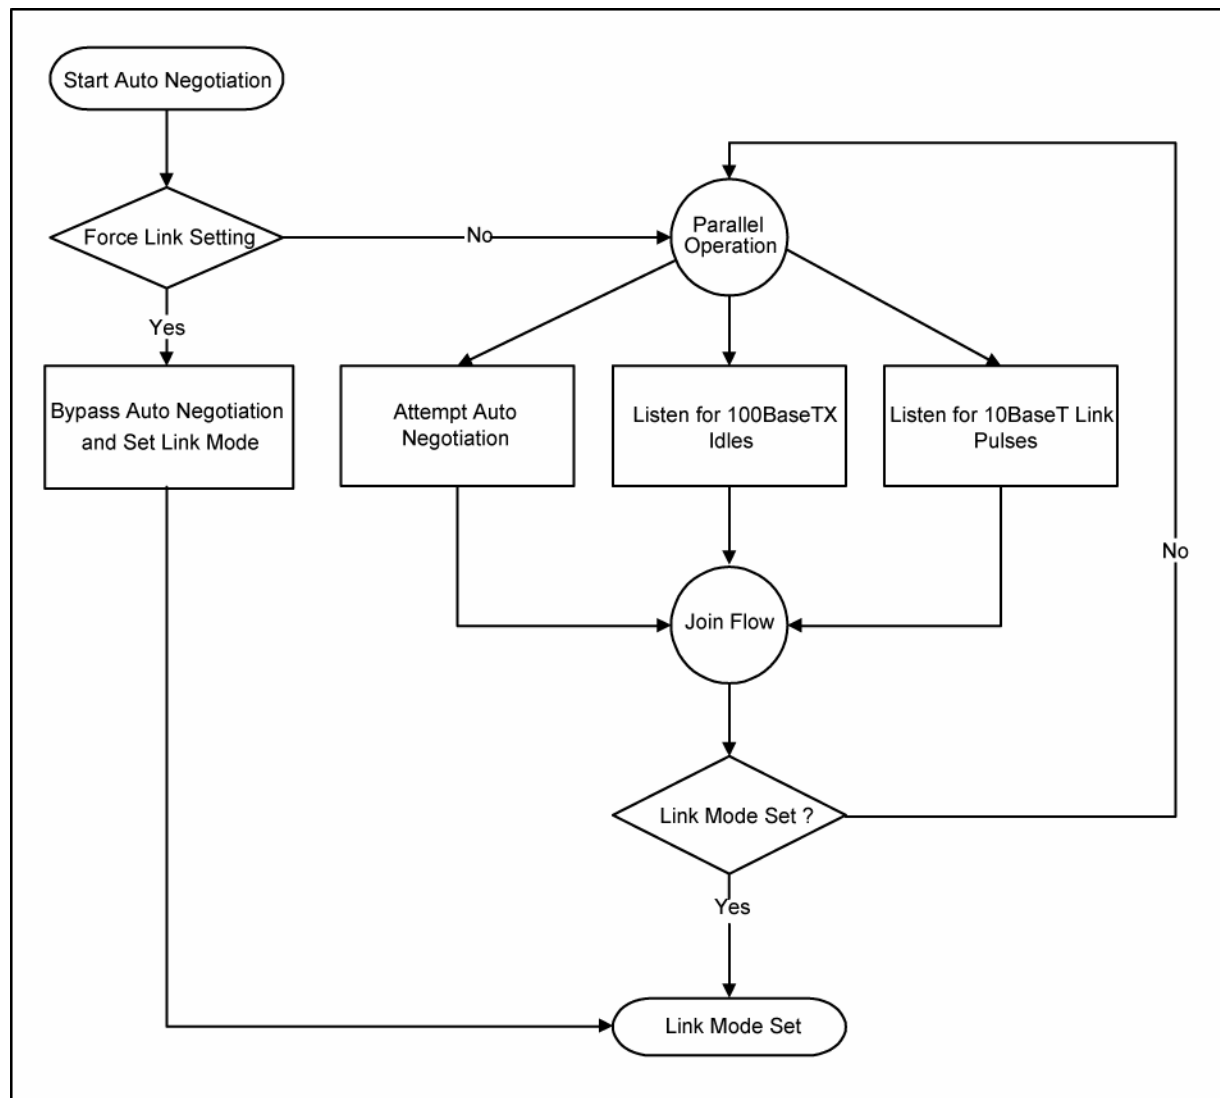 Start Auto Negotiation
Force Link Setting
No
Parallel
Operation
Yes
Bypass Auto Negotiation
and Set Link Mode
Attempt Auto
Negotiation
Listen for 100BaseTX
Idles
Listen for 10BaseT Link
Pulses
No
Join Flow
Link Mode Set ?
Yes
Link Mode Set